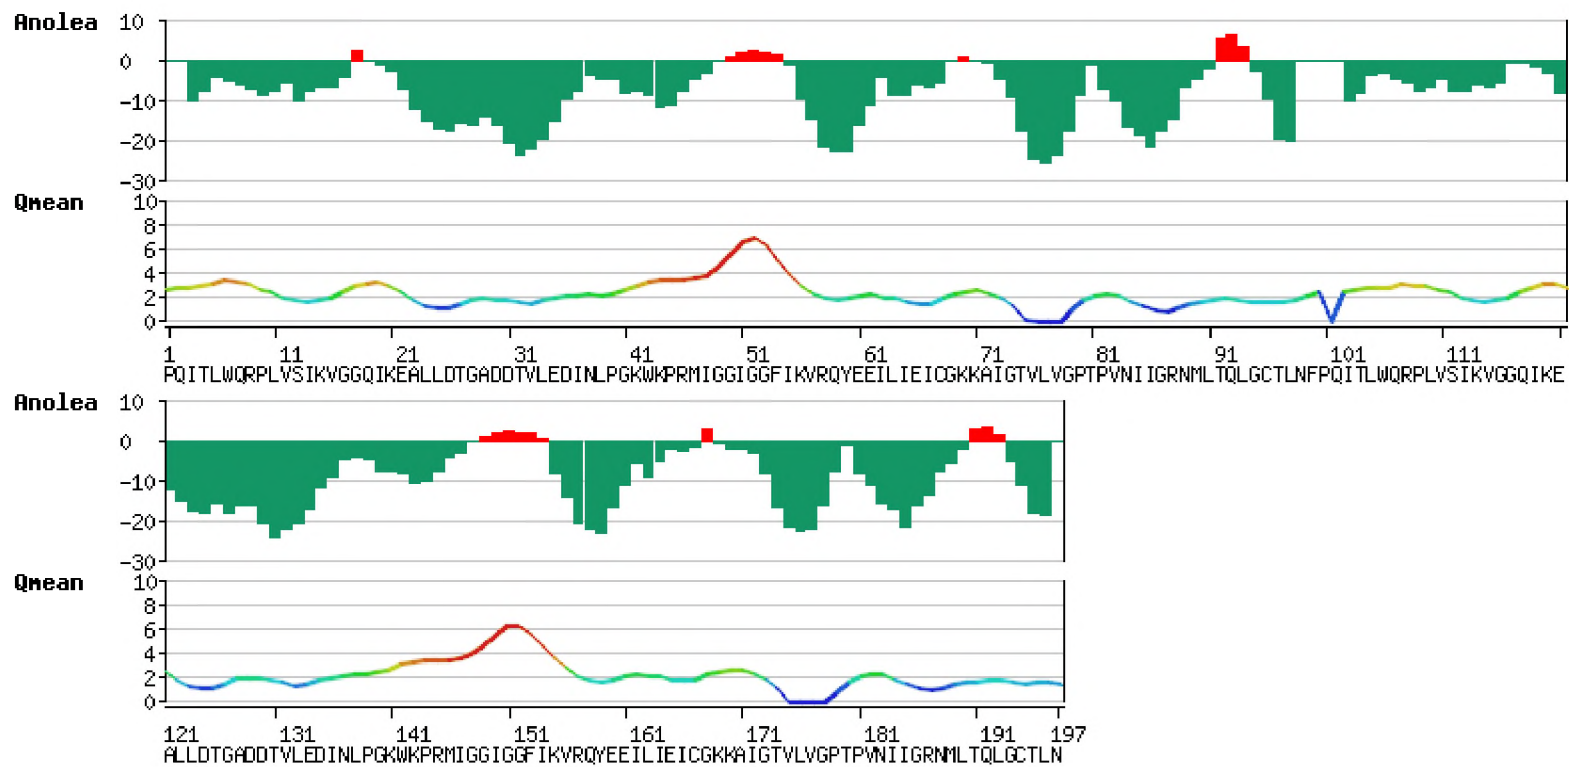 Anolea 10
0
-10
-20
-30
Qmean 10
8
6
4
2
0
1 11 21 31 41 51 61 71 81 91 101 111
PQITLWQRPLVSIKVGGQIKEALLDTGADDTVLEDINLPGKWKPRMIGGIGGFIKVRQYEEILIEICGKKAIGTVLVGPTPVNIIGRNMLTQLGCTLNFPQITLWQRPLVSIKVGGQIKE
Anolea 10
0
-10
-20
-30
Qmean 10
8
6
4
2
0
121 131 141 151 161 171 181 191 197
ALLDTGADDTVLEDINLPGKWKPRMIGGIGGFIKVRQYEEILIEICGKKAIGTVLVGPTPVNIIGRNMLTQLGCTLN